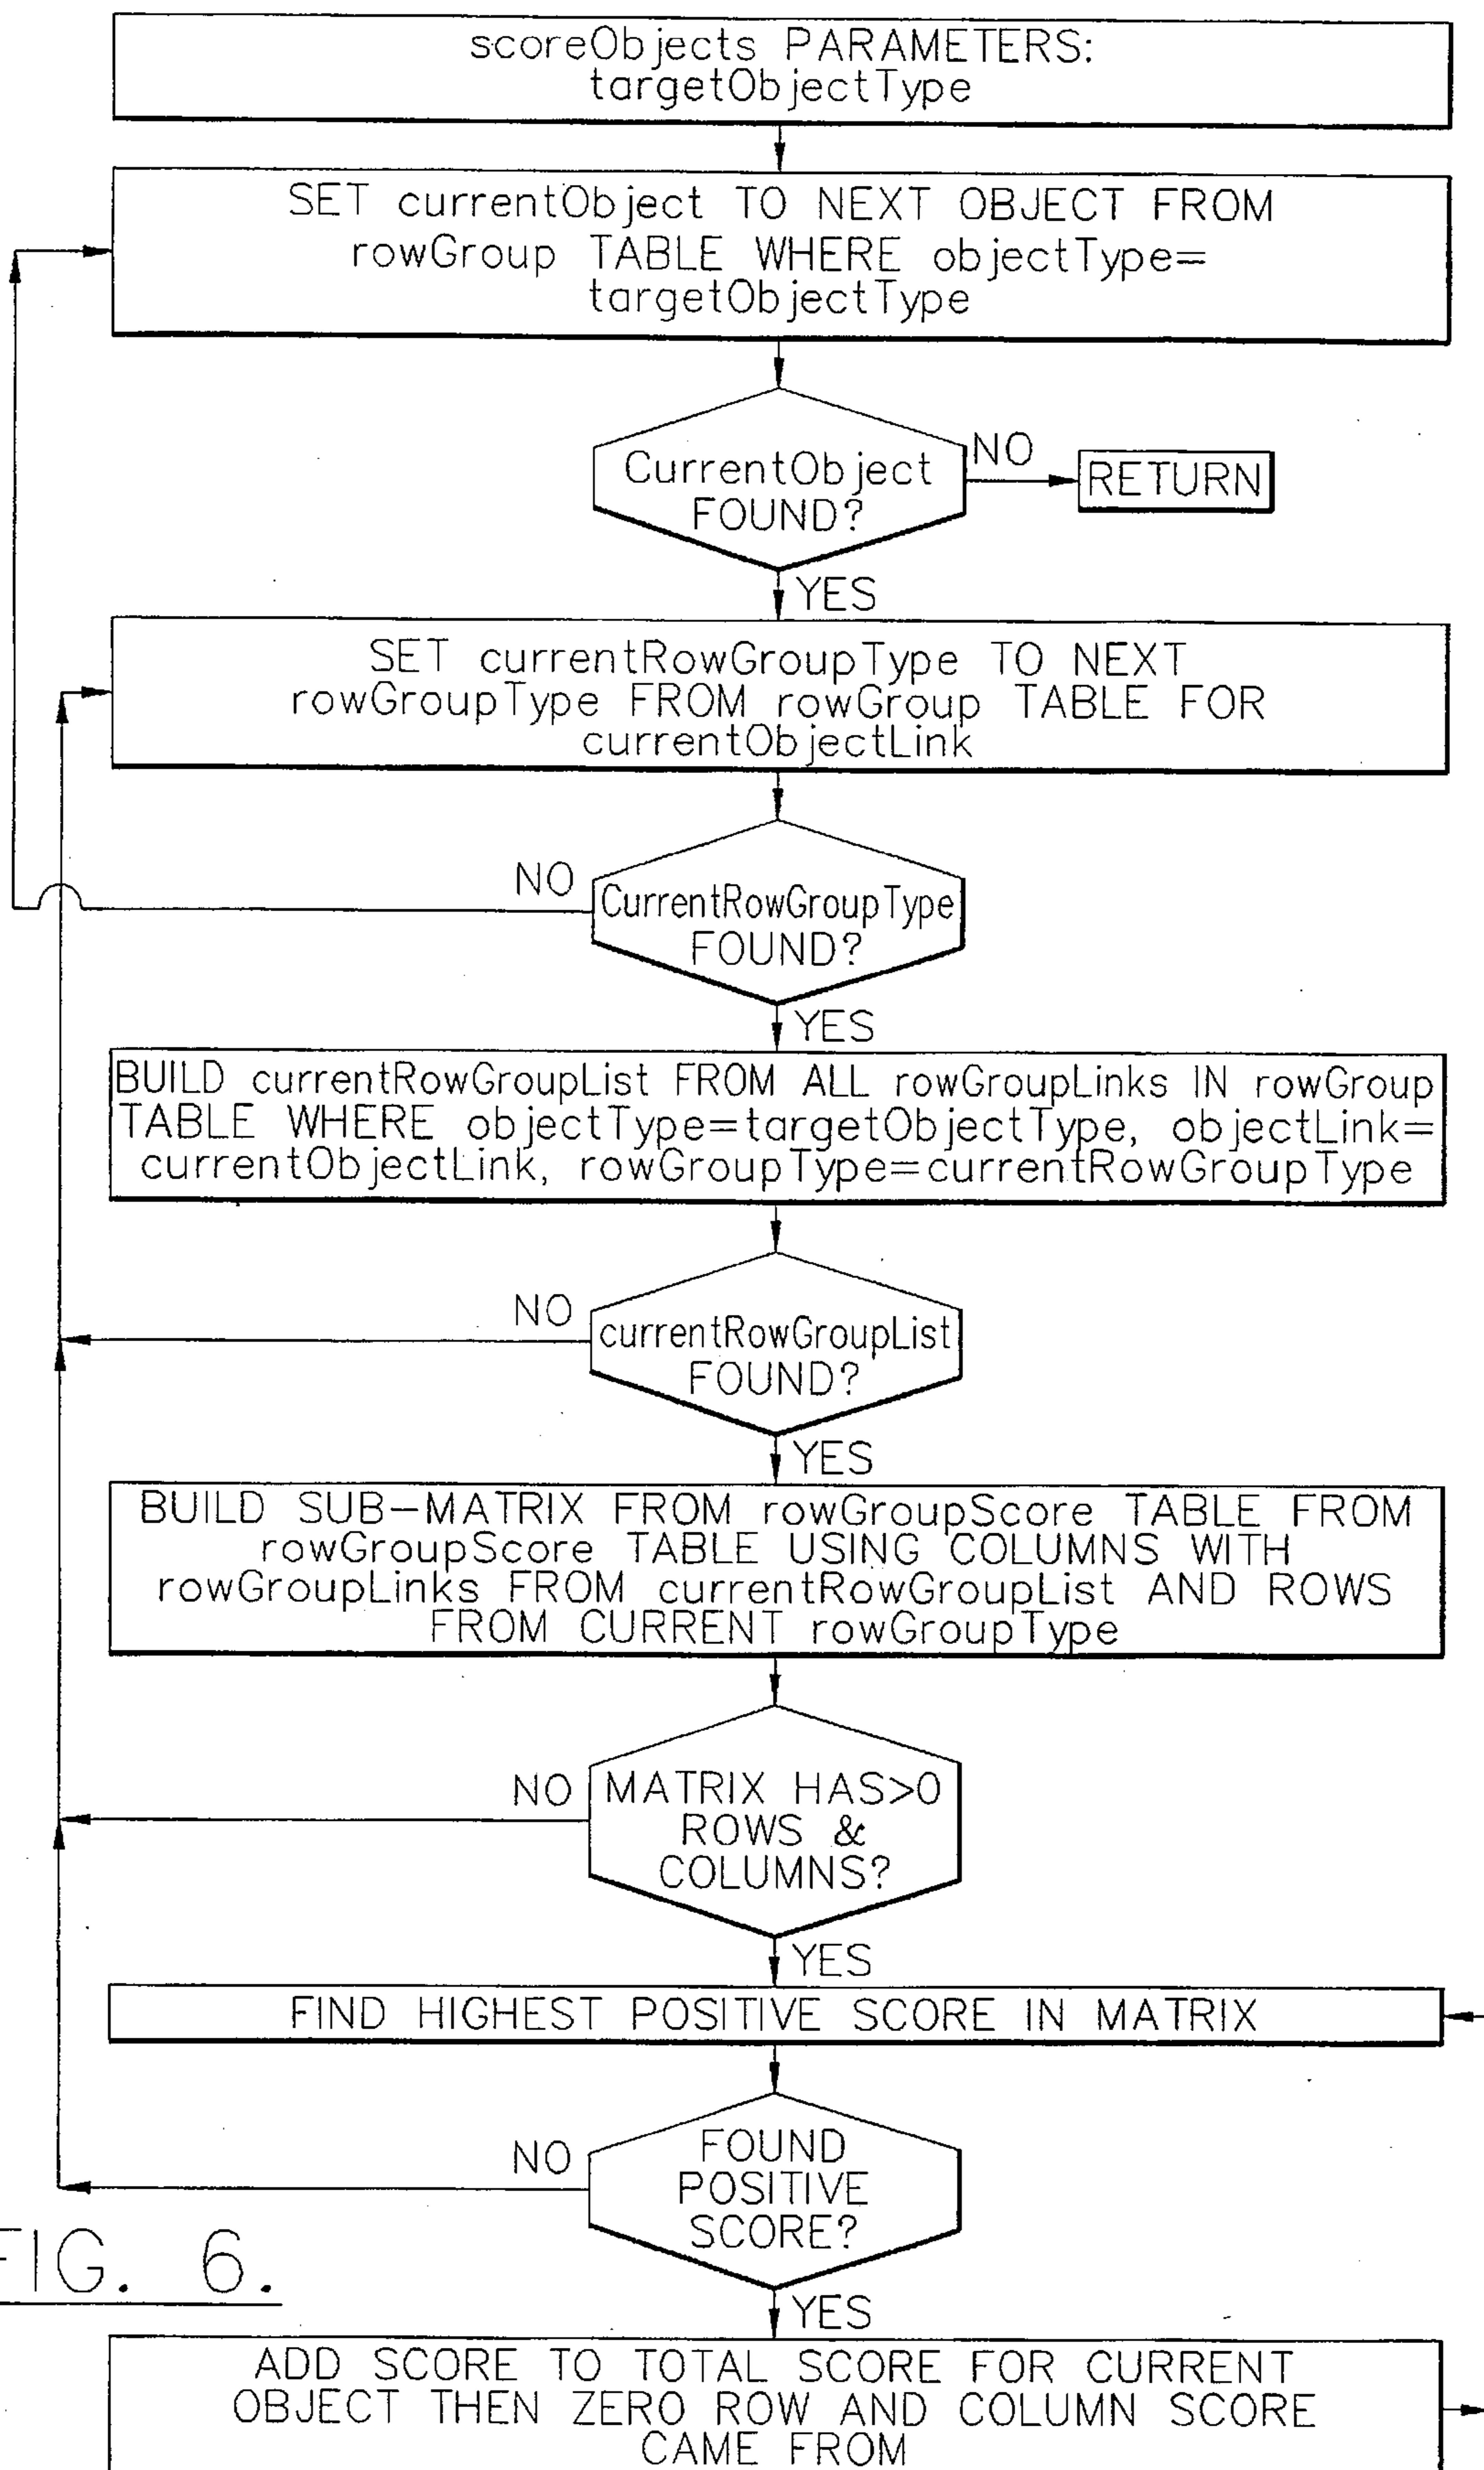 scoreObjects PARAMETERS:
targetObjectType
SET currentObject TO NEXT OBJECT FROM
rowGroup TABLE WHERE objectType=
targetObjectType
CurrentObject
FOUND?
NO
RETURN
YES
SET currentRowGroupType TO NEXT
rowGroupType FROM rowGroup TABLE FOR
currentObjectLink
NO
CurrentRowGroupType
FOUND?
YES
BUILD currentRowGroupList FROM ALL rowGroupLinks IN rowGroup
TABLE WHERE objectType=targetObjectType, objectLink=
currentObjectLink, rowGroupType=currentRowGroupType
NO
currentRowGroupList
FOUND?
YES
BUILD SUB-MATRIX FROM rowGroupScore TABLE FROM
rowGroupScore TABLE USING COLUMNS WITH
rowGroupLinks FROM currentRowGroupList AND ROWS
FROM CURRENT rowGroupType
NO
MATRIX HAS>0
ROWS &
COLUMNS?
YES
FIND HIGHEST POSITIVE SCORE IN MATRIX
NO
FOUND
POSITIVE
SCORE?
FIG. 6.
YES
ADD SCORE TO TOTAL SCORE FOR CURRENT
OBJECT THEN ZERO ROW AND COLUMN SCORE
CAME FROM